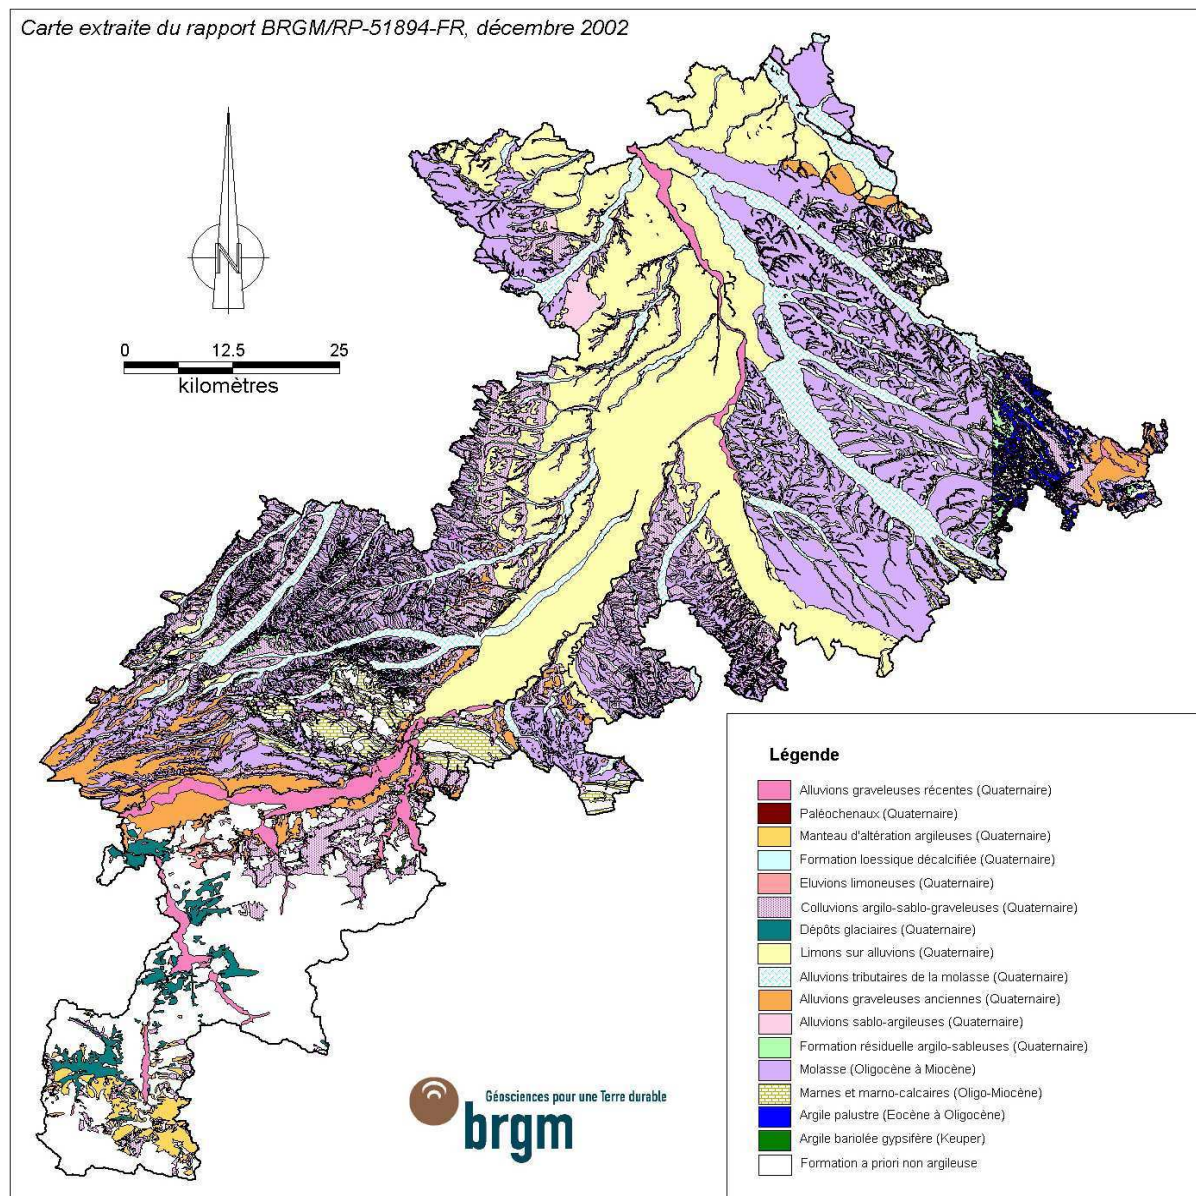 Carte extraite du rapport BRGM/RP-51894-FR, décembre 2002
N
0 12.5 25
kilomètres
Légende
Alluvions graveleuses récentes (Quaternaire)
Paléochenaux (Quaternaire)
Manteau d'altération argileuses (Quaternaire)
Formation loessique décalcifiée (Quaternaire)
Eluvions limoneuses (Quaternaire)
Colluvions argilo-sablo-graveleuses (Quaternaire)
Dépôts glaciaires (Quaternaire)
Limons sur alluvions (Quaternaire)
Alluvions tributaires de la molasse (Quaternaire)
Alluvions graveleuses anciennes (Quaternaire)
Alluvions sablo-argileuses (Quaternaire)
Formation résiduelle argilo-sableuses (Quaternaire)
Molasse (Oligocène à Miocène)
Marnes et marno-calcaires (Oligo-Miocène)
Argile palustre (Eocène à Oligocène)
Argile bariolée gypsifère (Keuper)
Formation a priori non argileuse
Géosciences pour une Terre durable
brgm